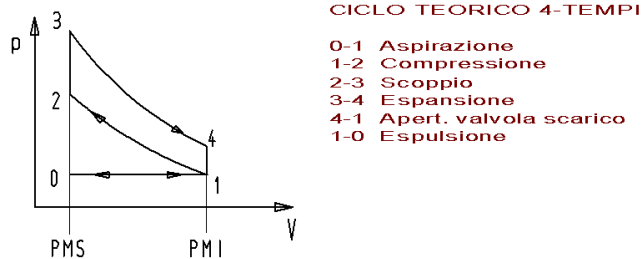 CICLO TEORICO 4-TEMPI
0-1 Aspirazione
1-2 Compressione
2-3 Scoppio
3-4 Espansione
4-1 Apert. valvola scarico
1-0 Espulsione
3
p
2
4
0
1
V
PMS PMI